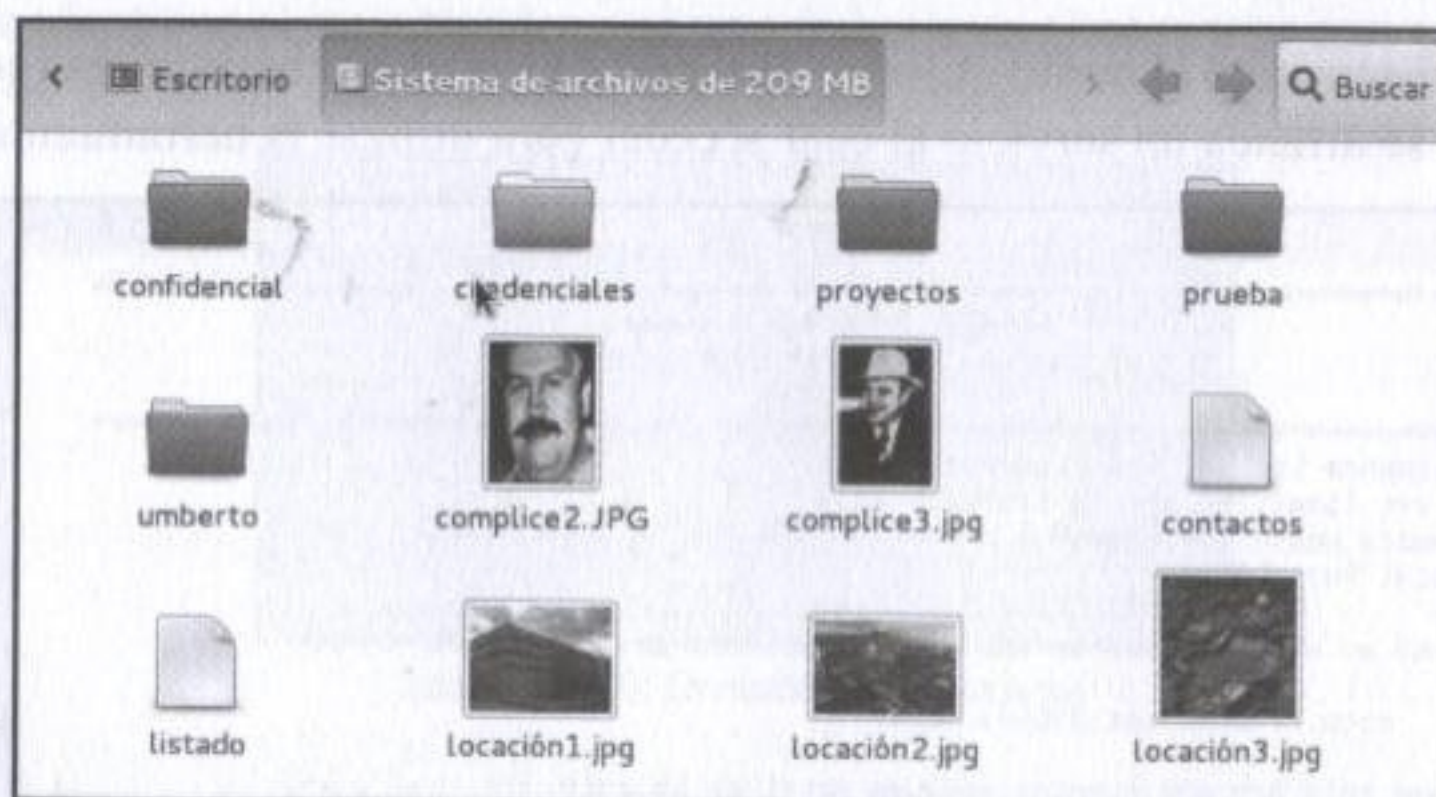 Escritorio Sistema de archivos de 209 MB Buscar
confidencial credenciales proyectos prueba
umberto complice2.JPG complice3.jpg contactos
listado locación1.jpg locación2.jpg locación3.jpg